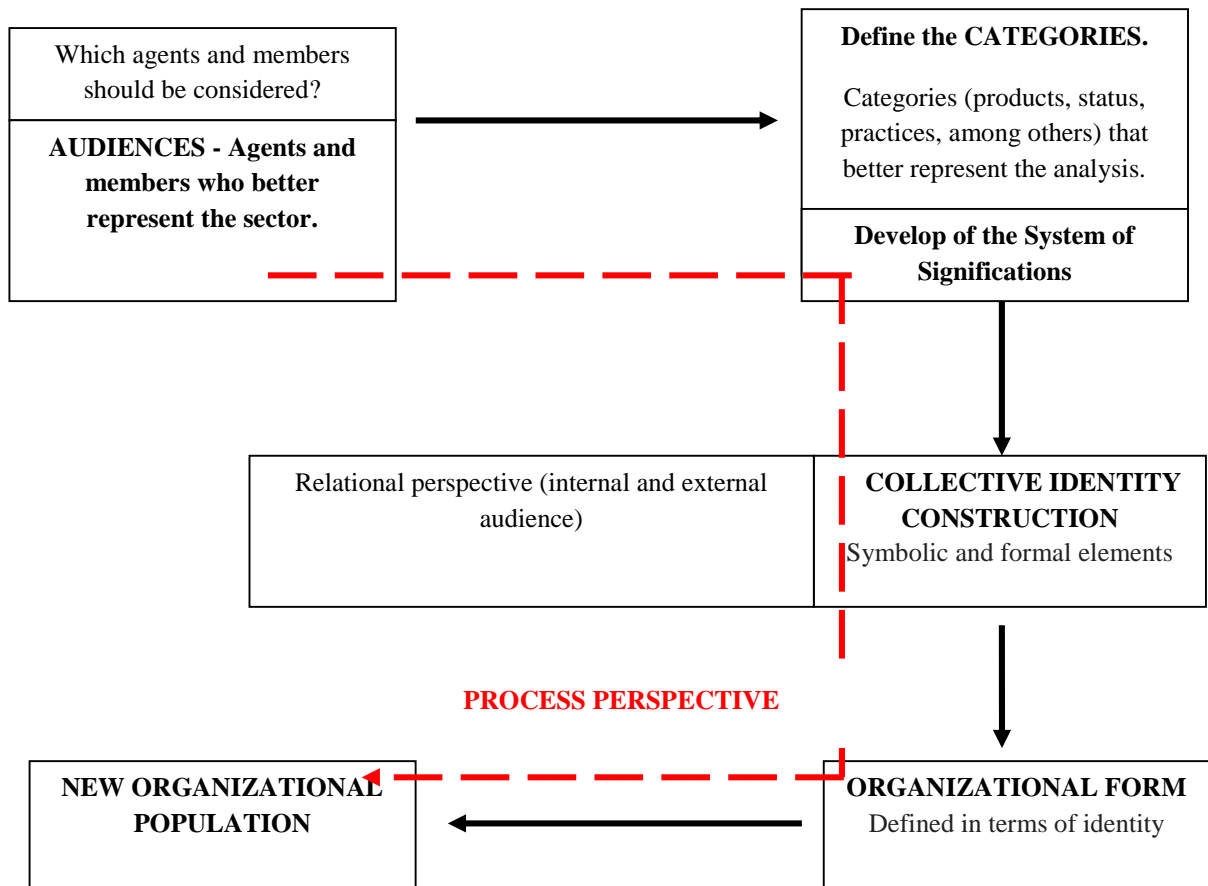 Which agents and members
should be considered?
AUDIENCES - Agents and
members who better
represent the sector.
Define the CATEGORIES.
Categories (products, status,
practices, among others) that
better represent the analysis.
Develop of the System of
Significations
Relational perspective (internal and external
audience)
COLLECTIVE IDENTITY
CONSTRUCTION
Symbolic and formal elements
PROCESS PERSPECTIVE
NEW ORGANIZATIONAL
POPULATION
ORGANIZATIONAL FORM
Defined in terms of identity